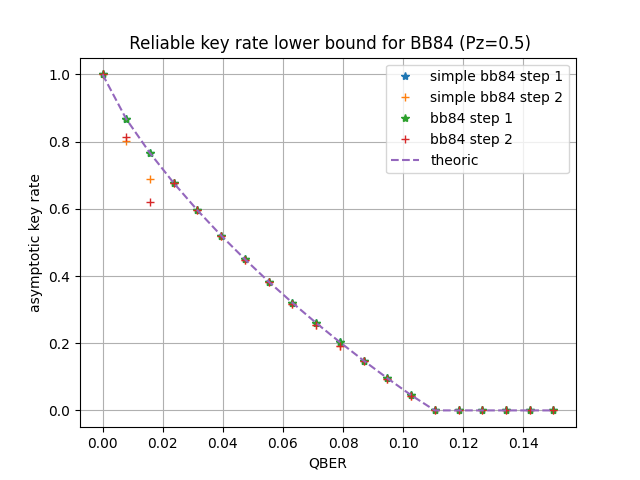 Reliable key rate lower bound for BB84 (Pz=0.5)
simple bb84 step 1
simple bb84 step 2
bb84 step 1
bb84 step 2
theoric
asymptotic key rate
1.0
0.8
0.6
0.4
0.2
0.0
0.00 0.02 0.04 0.06 0.08 0.10 0.12 0.14
QBER